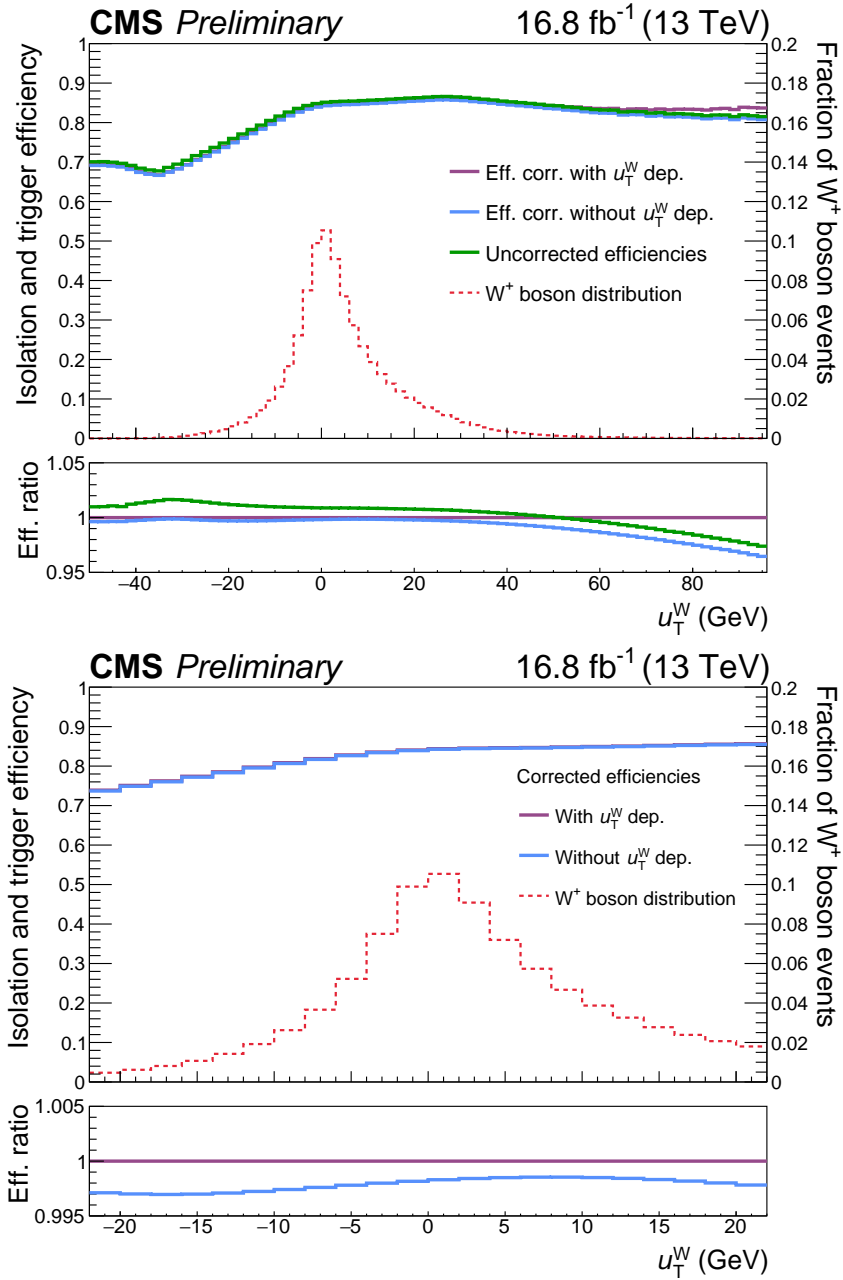 CMS Preliminary 16.8 fb⁻¹ (13 TeV)
Isolation and trigger efficiency
1
0.9
0.8
0.7
0.6
0.5
0.4
0.3
0.2
0.1
0
Eff. corr. with u_T^W dep.
Eff. corr. without u_T^W dep.
Uncorrected efficiencies
W⁺ boson distribution
0.2
0.18
0.16
0.14
0.12
0.1
0.08
0.06
0.04
0.02
0
Fraction of W⁺ boson events
Eff. ratio
1.05
1
0.95
−40 −20 0 20 40 60 80
u_T^W (GeV)
CMS Preliminary 16.8 fb⁻¹ (13 TeV)
Isolation and trigger efficiency
1
0.9
0.8
0.7
0.6
0.5
0.4
0.3
0.2
0.1
0
Corrected efficiencies
With u_T^W dep.
Without u_T^W dep.
W⁺ boson distribution
0.2
0.18
0.16
0.14
0.12
0.1
0.08
0.06
0.04
0.02
0
Fraction of W⁺ boson events
Eff. ratio
1.005
1
0.995
−20 −15 −10 −5 0 5 10 15 20
u_T^W (GeV)